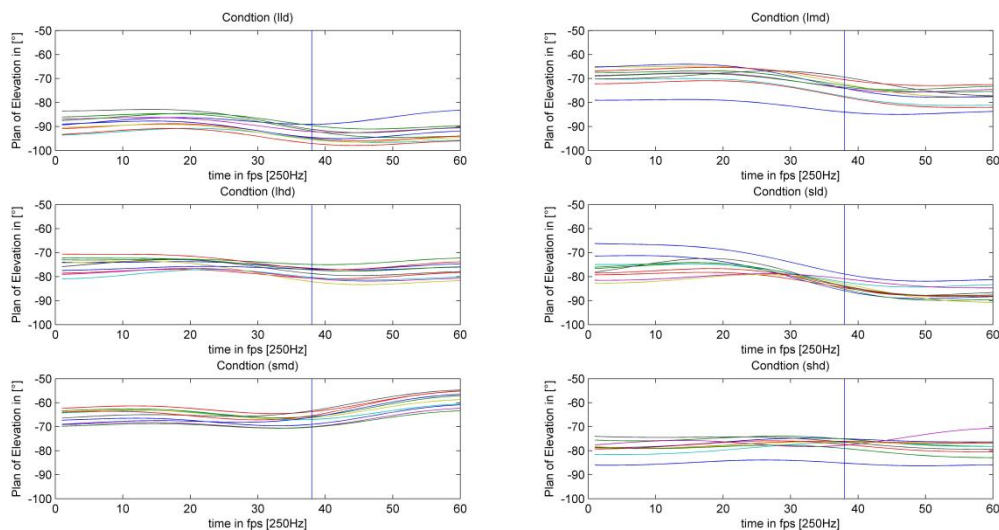 Condtion (lld)
Plan of Elevation in [°]
-50
-60
-70
-80
-90
-100
0 10 20 30 40 50 60
time in fps [250Hz]
Condtion (lmd)
Plan of Elevation in [°]
-50
-60
-70
-80
-90
-100
0 10 20 30 40 50 60
time in fps [250Hz]
Condtion (lhd)
Plan of Elevation in [°]
-50
-60
-70
-80
-90
-100
0 10 20 30 40 50 60
time in fps [250Hz]
Condtion (sld)
Plan of Elevation in [°]
-50
-60
-70
-80
-90
-100
0 10 20 30 40 50 60
time in fps [250Hz]
Condtion (smd)
Plan of Elevation in [°]
-50
-60
-70
-80
-90
-100
0 10 20 30 40 50 60
time in fps [250Hz]
Condtion (shd)
Plan of Elevation in [°]
-50
-60
-70
-80
-90
-100
0 10 20 30 40 50 60
time in fps [250Hz]